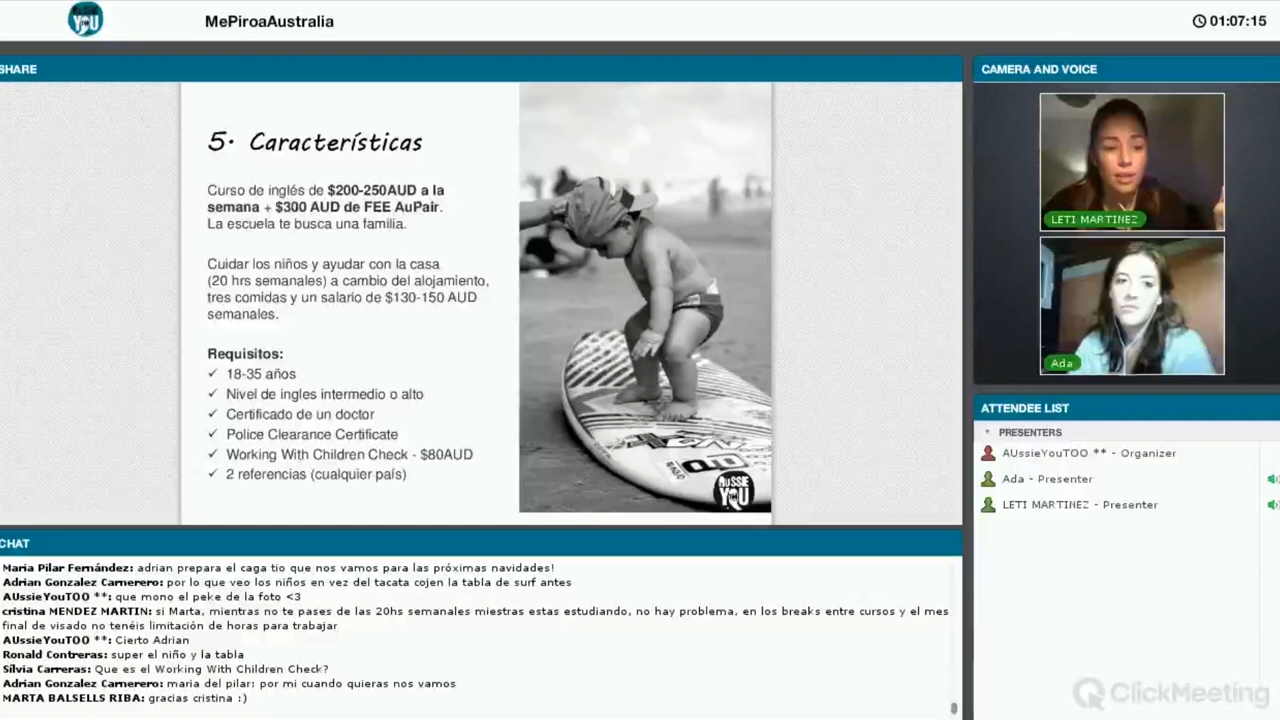 AUSSIE
YOU
MePiroaAustralia
01:07:15
SHARE
5. Características
Curso de inglés de $200-250AUD a la
semana + $300 AUD de FEE AuPair.
La escuela te busca una familia.
Cuidar los niños y ayudar con la casa
(20 hrs semanales) a cambio del alojamiento,
tres comidas y un salario de $130-150 AUD
semanales.
Requisitos:
✓ 18-35 años
✓ Nivel de ingles intermedio o alto
✓ Certificado de un doctor
✓ Police Clearance Certificate
✓ Working With Children Check - $80AUD
✓ 2 referencias (cualquier país)
AUSSIE
YOU
CAMERA AND VOICE
LETI MARTINEZ
Ada
ATTENDEE LIST
PRESENTERS
AUssieYouTOO ** - Organizer
Ada - Presenter
LETI MARTINEZ - Presenter
CHAT
Maria Pilar Fernández: adrian prepara el caga tio que nos vamos para las próximas navidades!
Adrian Gonzalez Carnerero: por lo que veo los niños en vez del tacata cojen la tabla de surf antes
AUssieYouTOO **: que mono el peke de la foto <3
cristina MENDEZ MARTIN: si Marta, mientras no te pases de las 20hs semanales miestras estas estudiando, no hay problema, en los breaks entre cursos y el mes
final de visado no tenéis limitación de horas para trabajar
AUssieYouTOO **: Cierto Adrian
Ronald Contreras: super el niño y la tabla
Sílvia Carreras: Que es el Working With Children Check?
Adrian Gonzalez Carnerero: maria del pilar: por mi cuando quieras nos vamos
MARTA BALSELLS RIBA: gracias cristina :)
ClickMeeting